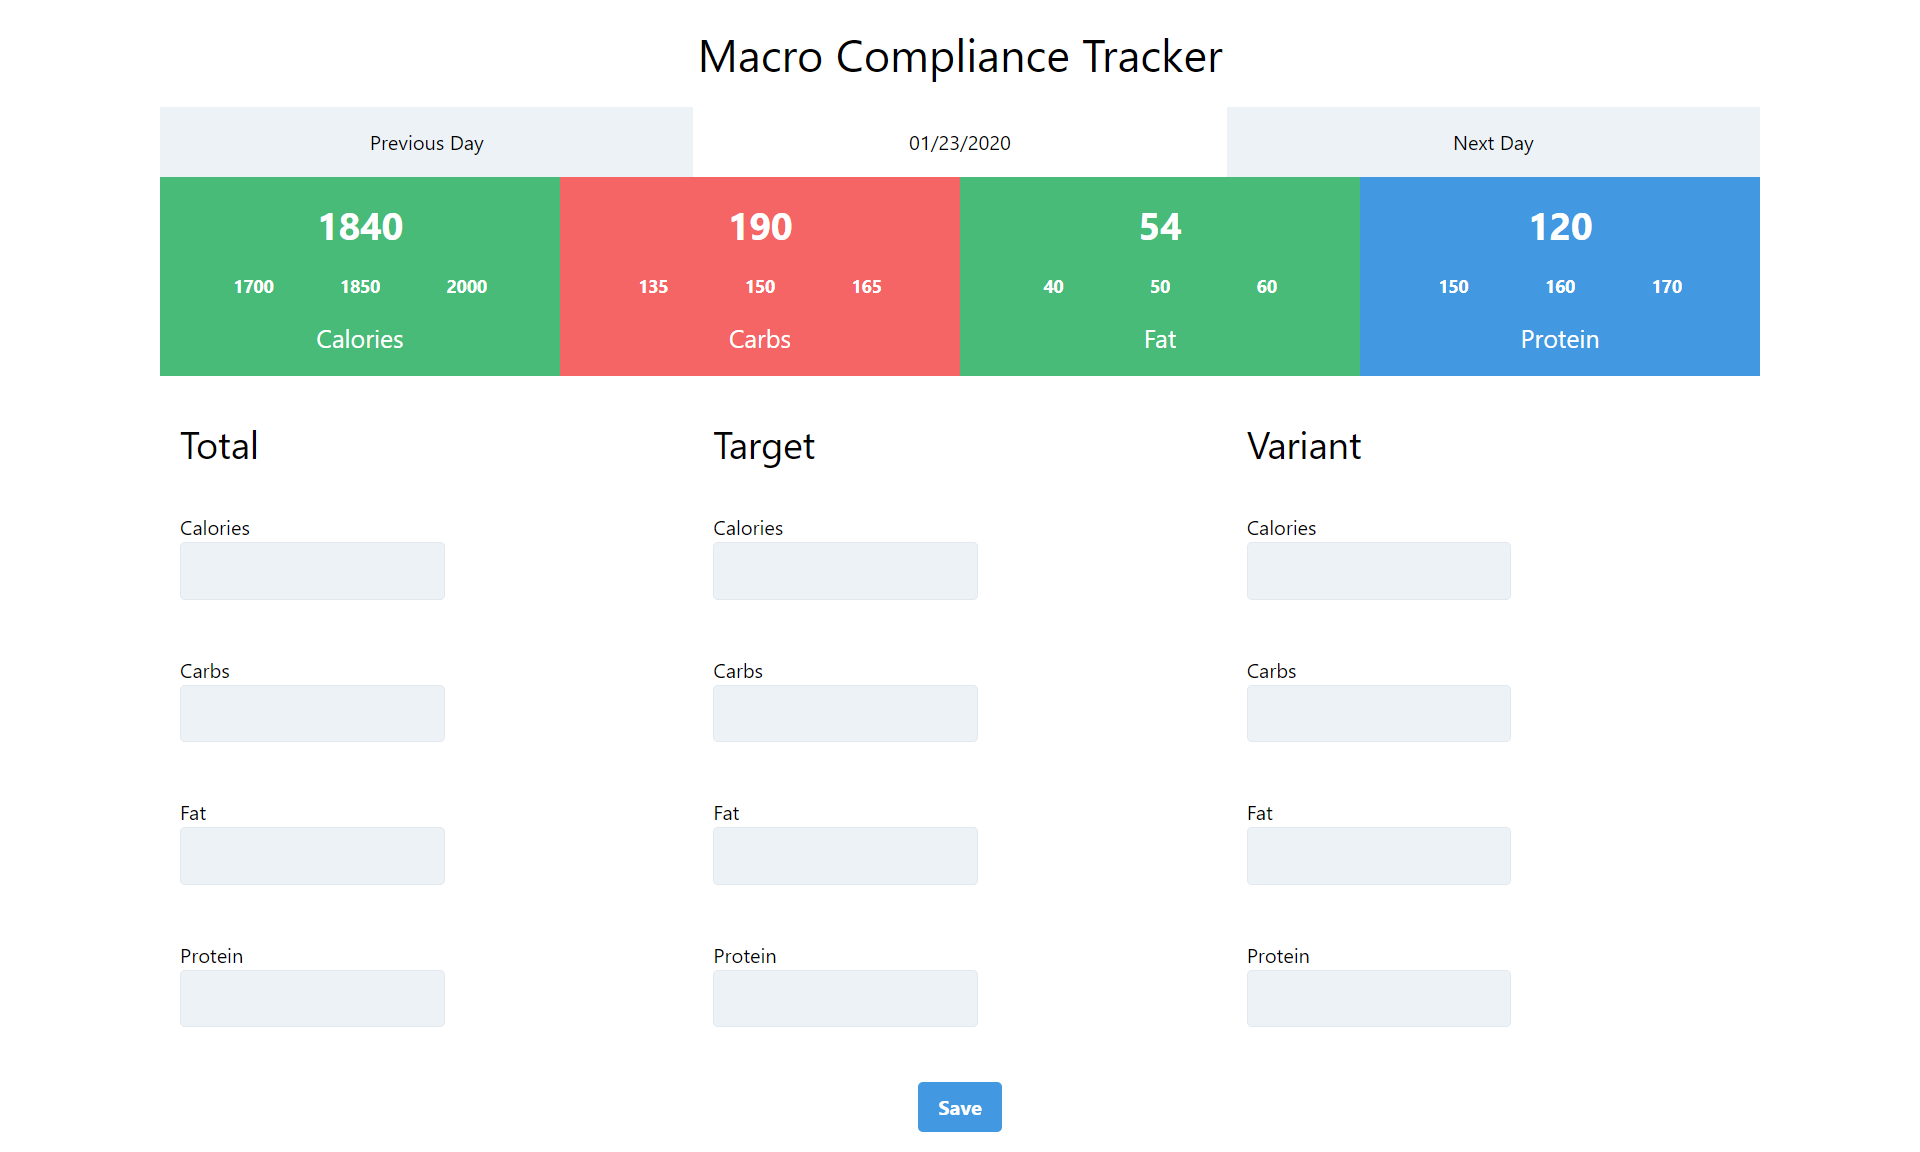 Macro Compliance Tracker
Previous Day 01/23/2020 Next Day
1840 190 54 120
1700 1850 2000 135 150 165 40 50 60 150 160 170
Calories Carbs Fat Protein
Total Target Variant
Calories Calories Calories
Carbs Carbs Carbs
Fat Fat Fat
Protein Protein Protein
Save